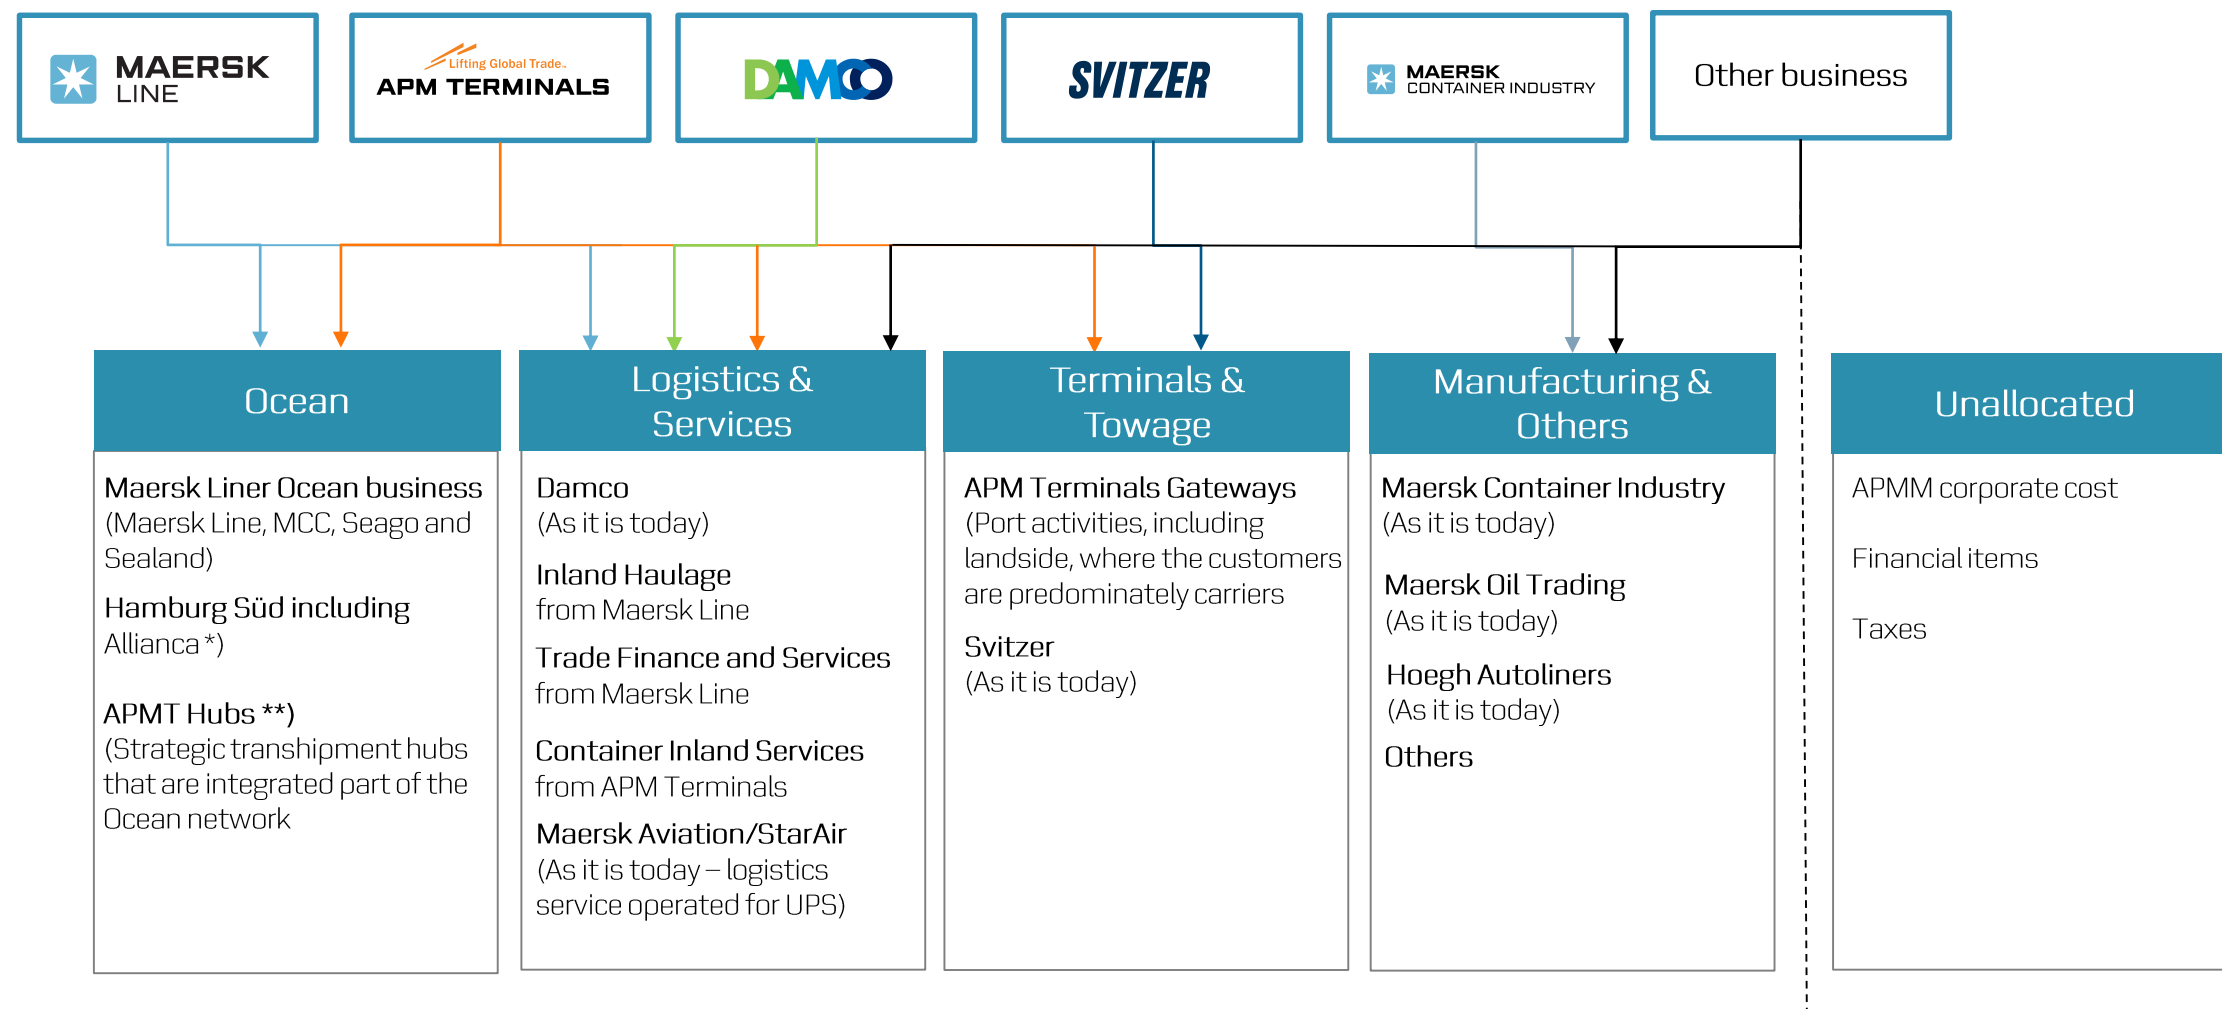 MAERSK
LINE
Lifting Global Trade™
APM TERMINALS
DAMCO
SVITZER
MAERSK
CONTAINER INDUSTRY
Other business
Ocean
Maersk Liner Ocean business
(Maersk Line, MCC, Seago and
Sealand)
Hamburg Süd including
Allianca *)
APMT Hubs **)
(Strategic transhipment hubs
that are integrated part of the
Ocean network
Logistics &
Services
Damco
(As it is today)
Inland Haulage
from Maersk Line
Trade Finance and Services
from Maersk Line
Container Inland Services
from APM Terminals
Maersk Aviation/StarAir
(As it is today – logistics
service operated for UPS)
Terminals &
Towage
APM Terminals Gateways
(Port activities, including
landside, where the customers
are predominately carriers
Svitzer
(As it is today)
Manufacturing &
Others
Maersk Container Industry
(As it is today)
Maersk Oil Trading
(As it is today)
Hoegh Autoliners
(As it is today)
Others
Unallocated
APMM corporate cost
Financial items
Taxes